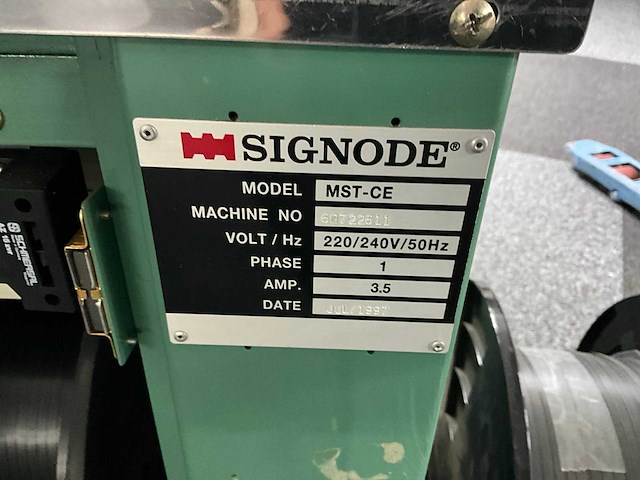 SIGNODE®
MODEL MST-CE
MACHINE NO
VOLT / Hz 220/240V/50Hz
PHASE 1
AMP. 3.5
DATE JUL/1997
SCHMERSAL